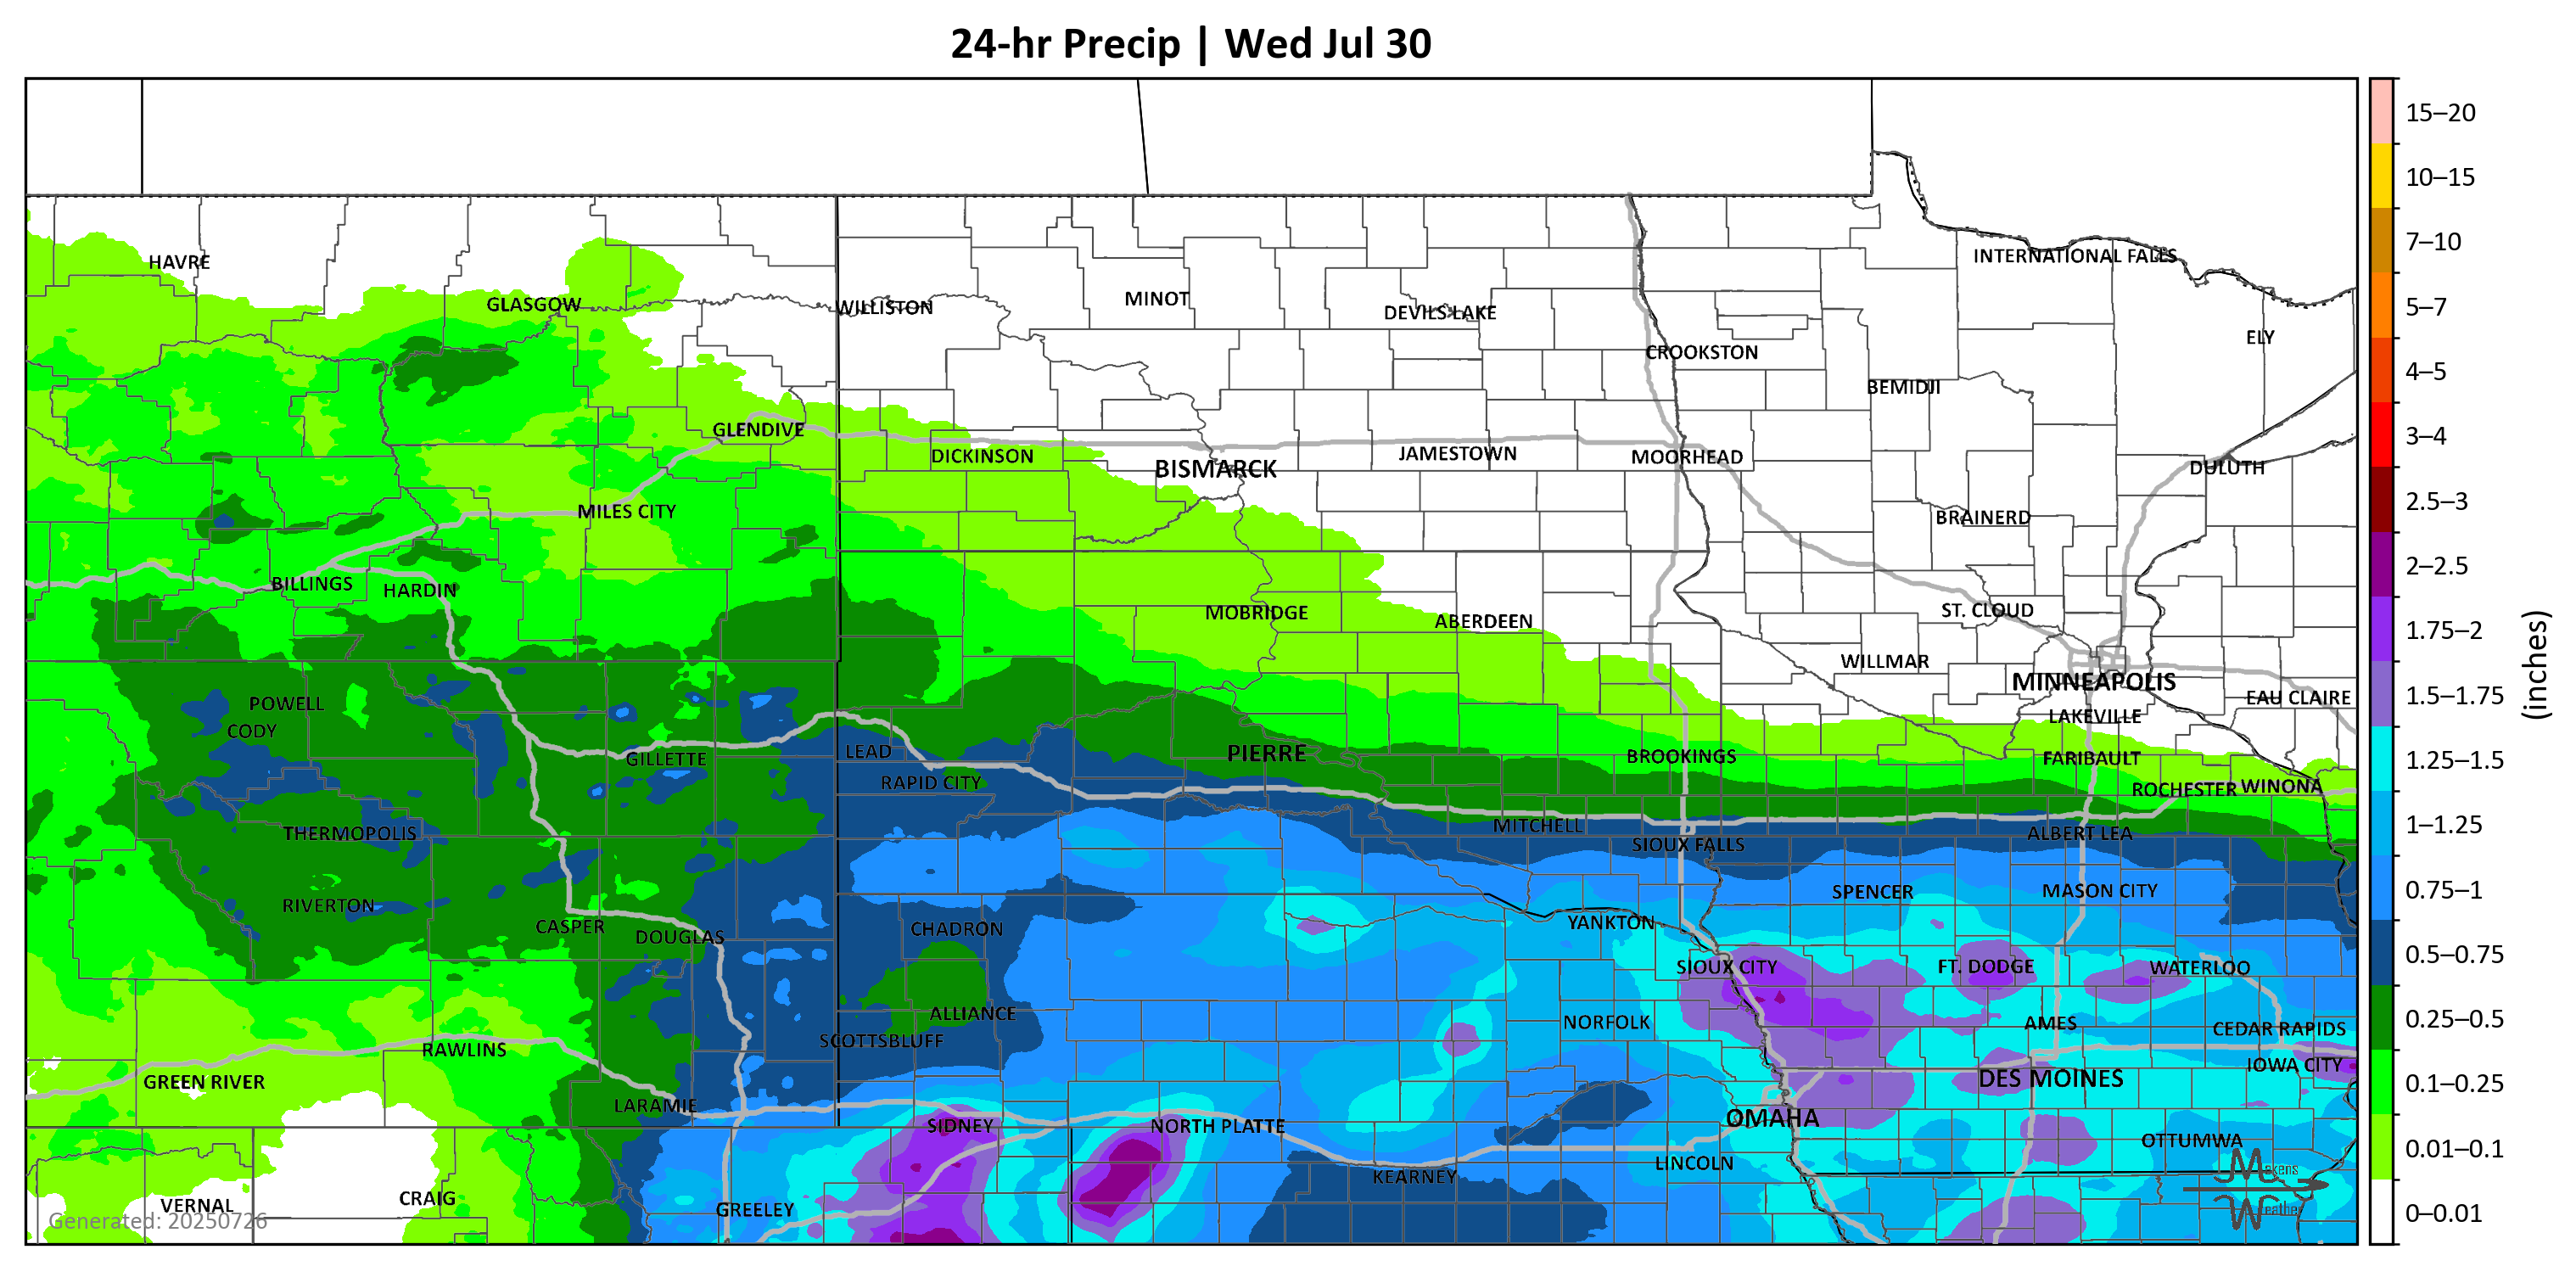 24-hr Precip | Wed Jul 30
15–20
10–15
7–10
5–7
4–5
3–4
2.5–3
2–2.5
1.75–2
1.5–1.75
1.25–1.5
1–1.25
0.75–1
0.5–0.75
0.25–0.5
0.1–0.25
0.01–0.1
0–0.01
(inches)
HAVRE
INTERNATIONAL FALLS
GLASGOW
WILLISTON
MINOT
DEVILS LAKE
ELY
CROOKSTON
BEMIDJI
GLENDIVE
DICKINSON
BISMARCK
JAMESTOWN
MOORHEAD
DULUTH
MILES CITY
BRAINERD
BILLINGS
HARDIN
MOBRIDGE
ABERDEEN
ST. CLOUD
WILLMAR
MINNEAPOLIS
EAU CLAIRE
POWELL
LAKEVILLE
CODY
GILLETTE
LEAD
PIERRE
BROOKINGS
FARIBAULT
RAPID CITY
ROCHESTER
WINONA
THERMOPOLIS
MITCHELL
ALBERT LEA
SIOUX FALLS
RIVERTON
SPENCER
MASON CITY
CASPER
DOUGLAS
CHADRON
YANKTON
SIOUX CITY
FT. DODGE
WATERLOO
ALLIANCE
NORFOLK
AMES
CEDAR RAPIDS
SCOTTSBLUFF
RAWLINS
IOWA CITY
GREEN RIVER
DES MOINES
LARAMIE
SIDNEY
NORTH PLATTE
OMAHA
OTTUMWA
LINCOLN
KEARNEY
VERNAL
CRAIG
GREELEY
Makens
Weather
Generated: 20250726